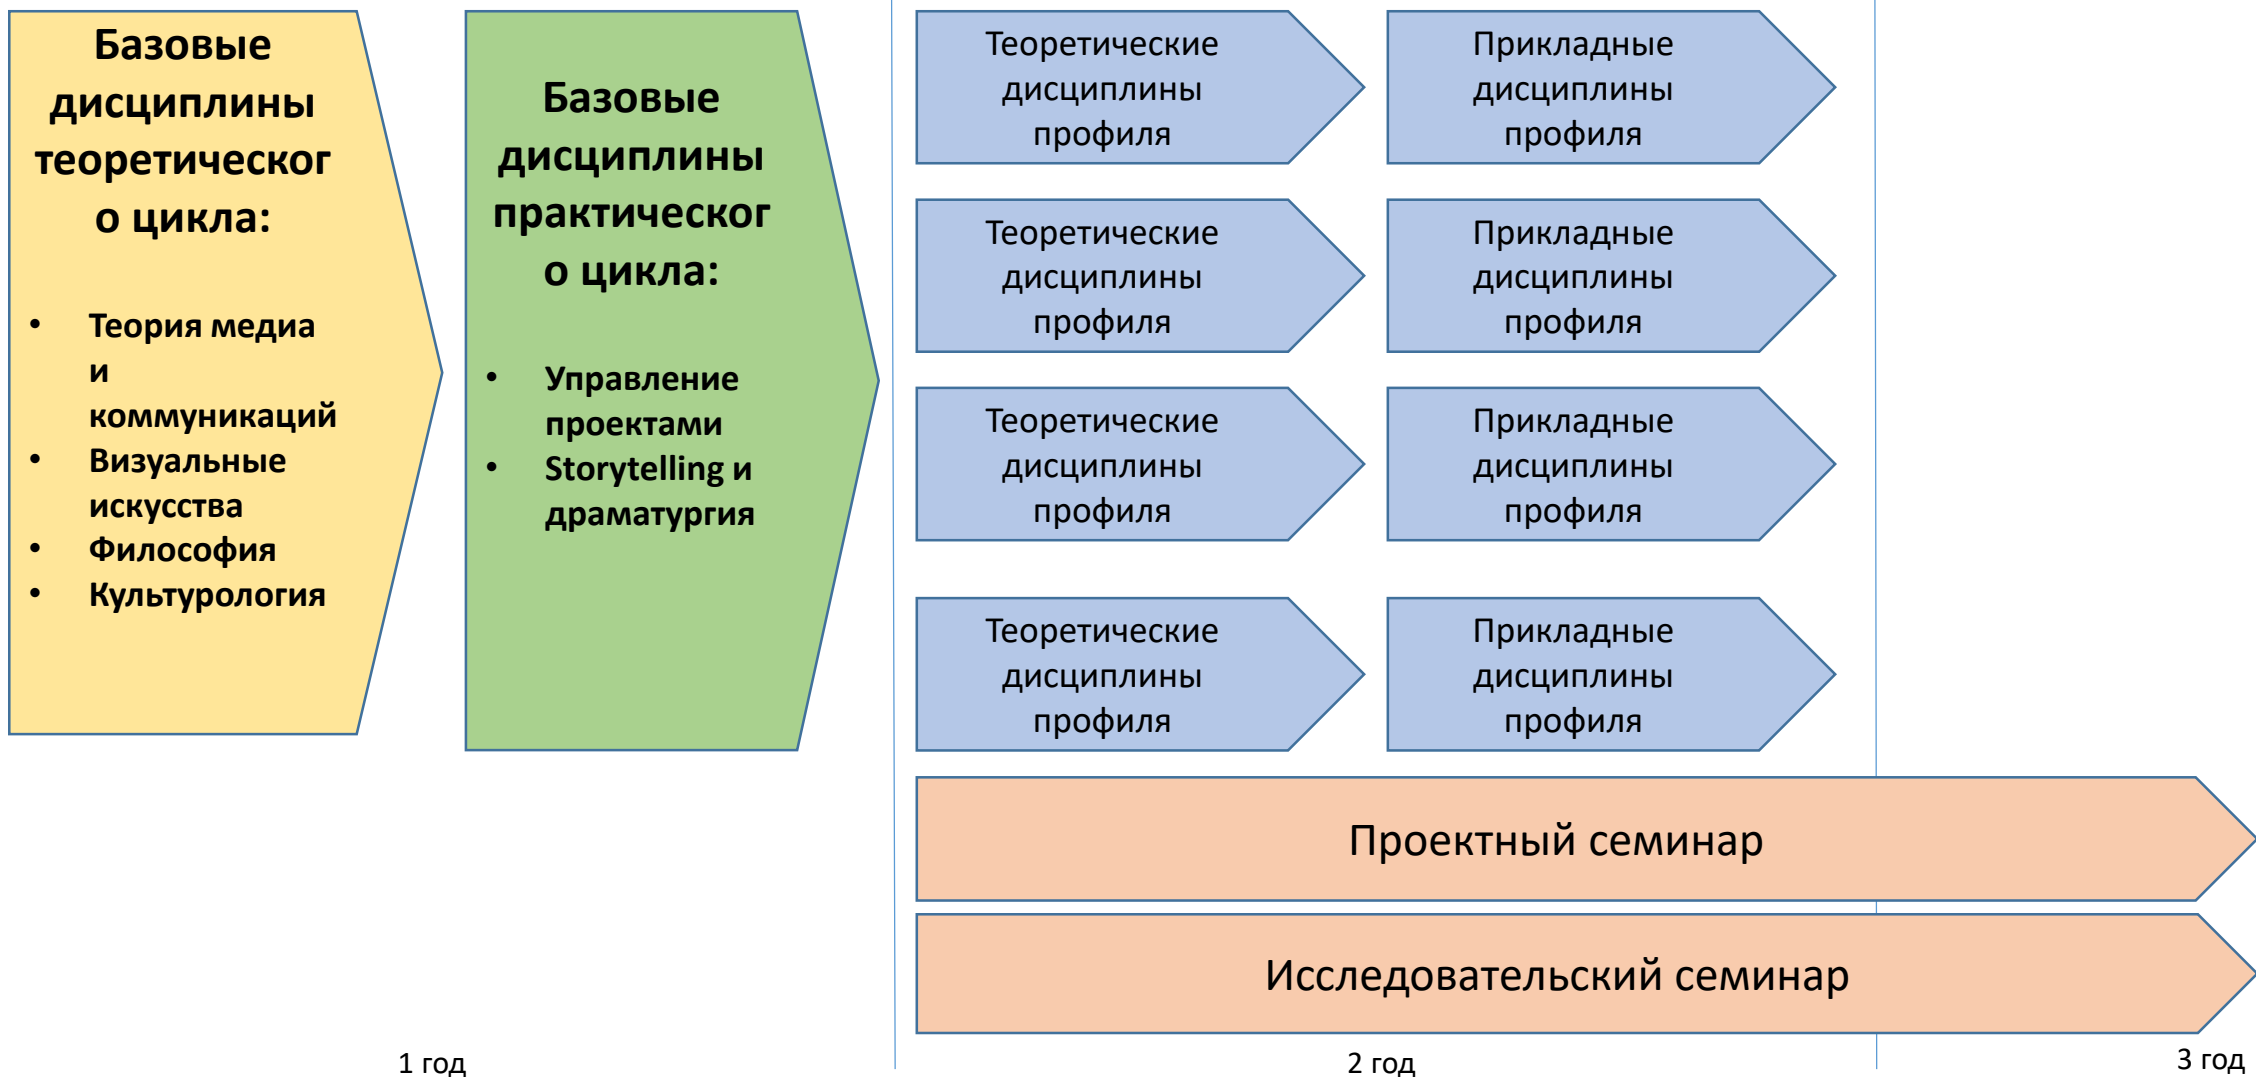 Базовые
дисциплины
теоретическог
о цикла:
• Теория медиа
и
коммуникаций
• Визуальные
искусства
• Философия
• Культурология
Базовые
дисциплины
практическог
о цикла:
• Управление
проектами
• Storytelling и
драматургия
Теоретические
дисциплины
профиля
Прикладные
дисциплины
профиля
Теоретические
дисциплины
профиля
Прикладные
дисциплины
профиля
Теоретические
дисциплины
профиля
Прикладные
дисциплины
профиля
Теоретические
дисциплины
профиля
Прикладные
дисциплины
профиля
Проектный семинар
Исследовательский семинар
1 год
2 год
3 год